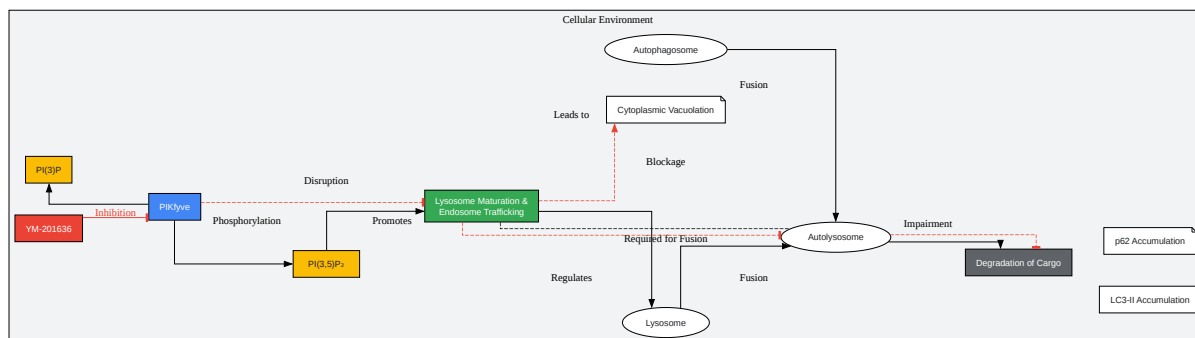 Cellular Environment
Autophagosome
Fusion
Cytoplasmic Vacuolation
Leads to
Blockage
PI(3)P
Disruption
PIKfyve
Lysosome Maturation &
Endosome Trafficking
Inhibition
Phosphorylation
Promotes
YM-201636
Impairment
Required for Fusion
Autolysosome
p62 Accumulation
PI(3,5)P₂
Degradation of Cargo
Regulates
Fusion
LC3-II Accumulation
Lysosome